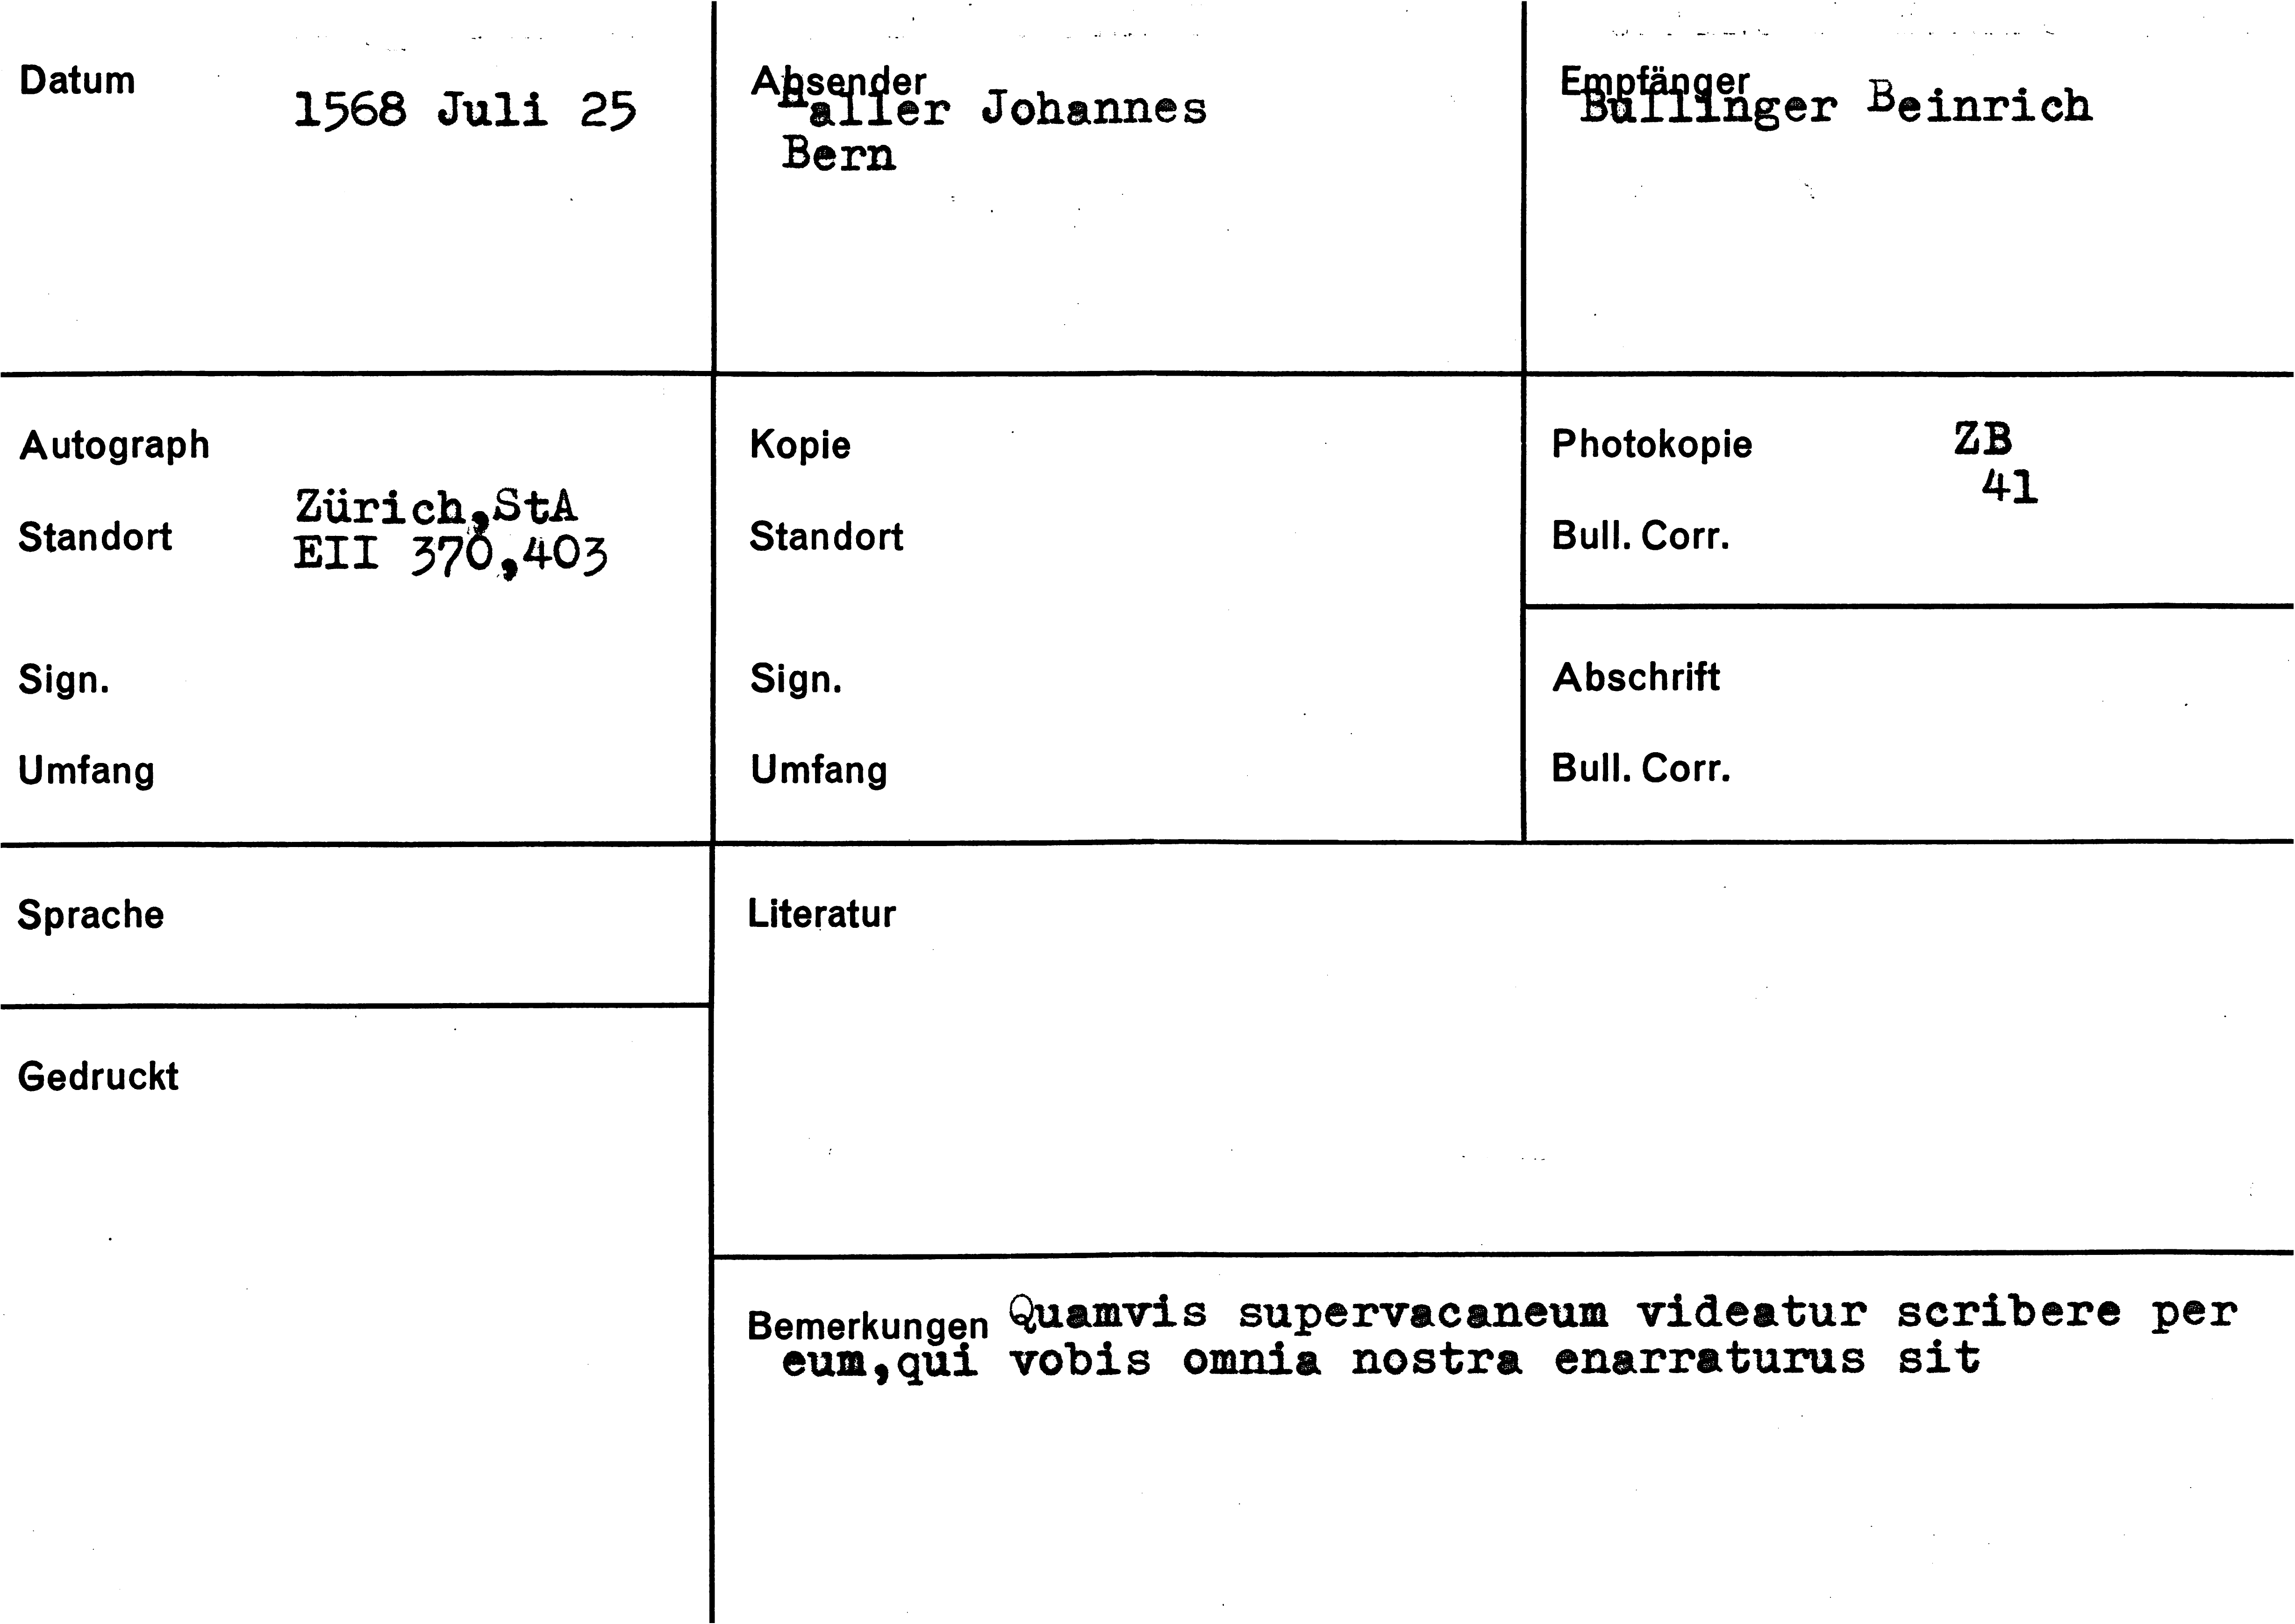 Datum
1568 Juli 25
Absender
Haller Johannes
Bern
Empfänger
Bullinger Beinrich
Autograph
Standort
Zürich,StA
EII 370,403
Sign.
Umfang
Kopie
Standort
Sign.
Umfang
Photokopie ZB
41
Bull. Corr.
Abschrift
Bull. Corr.
Sprache
Gedruckt
Literatur
Bemerkungen Quamvis supervacaneum videatur scribere per
eum,qui vobis omnia nostra enarraturus sit